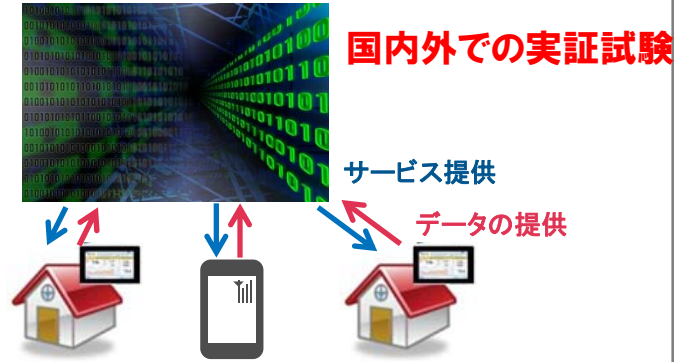 国内外での実証試験
サービス提供
データの提供